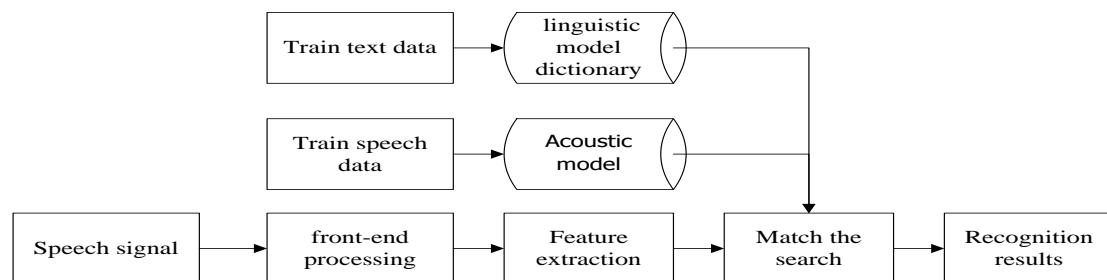 Train text data
linguistic
model
dictionary
Train speech
data
Acoustic
model
Speech signal
front-end
processing
Feature
extraction
Match the
search
Recognition
results